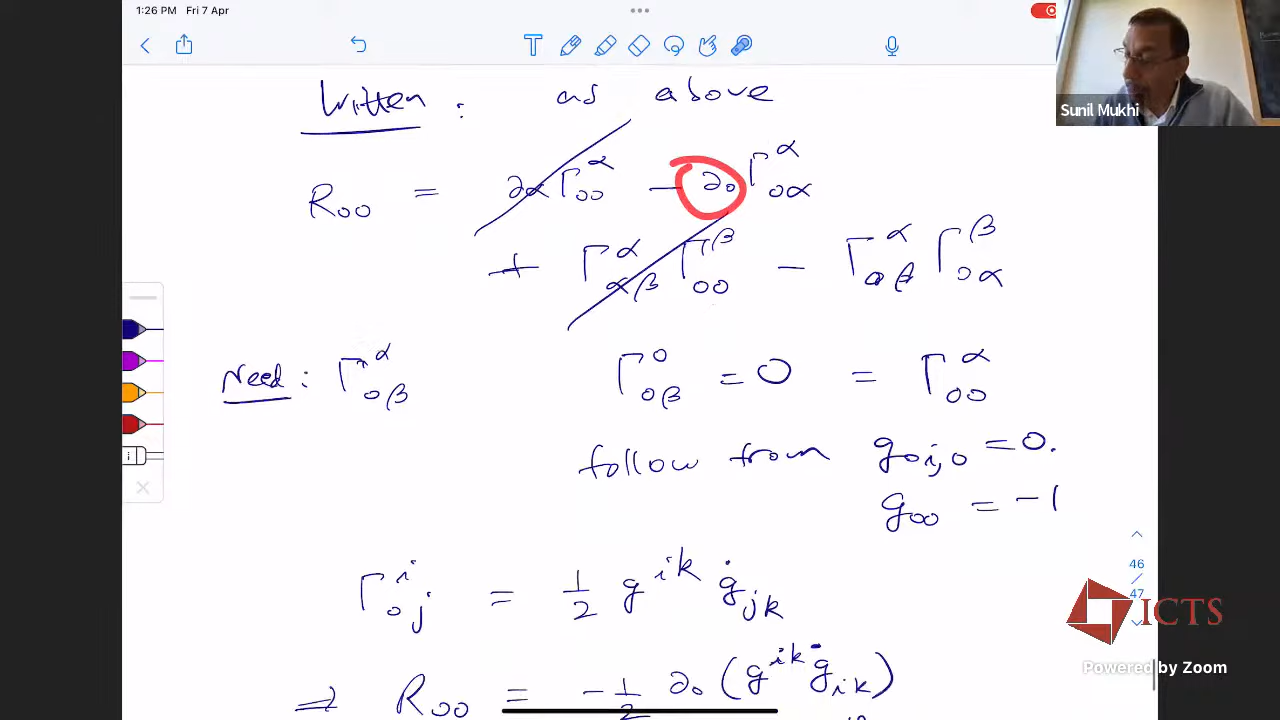 1:26 PM Fri 7 Apr
Written : as above
Sunil Mukhi
R₀₀ = ∂α Γ^α_00 − ∂₀ Γ^α_0α
+ Γ^α_αβ Γ^β_00 − Γ^α_0β Γ^β_0α
Need : Γ^α_0β Γ^0_0β = 0 = Γ^α_00
follow from g_0i,0 = 0.
g_00 = −1
46
/
47
Γ^i_0j = 1/2 g^ik ġ_jk
ICTS
⇒ R₀₀ = −1/2 ∂₀ (g^ik ġ_ik)
Powered by Zoom